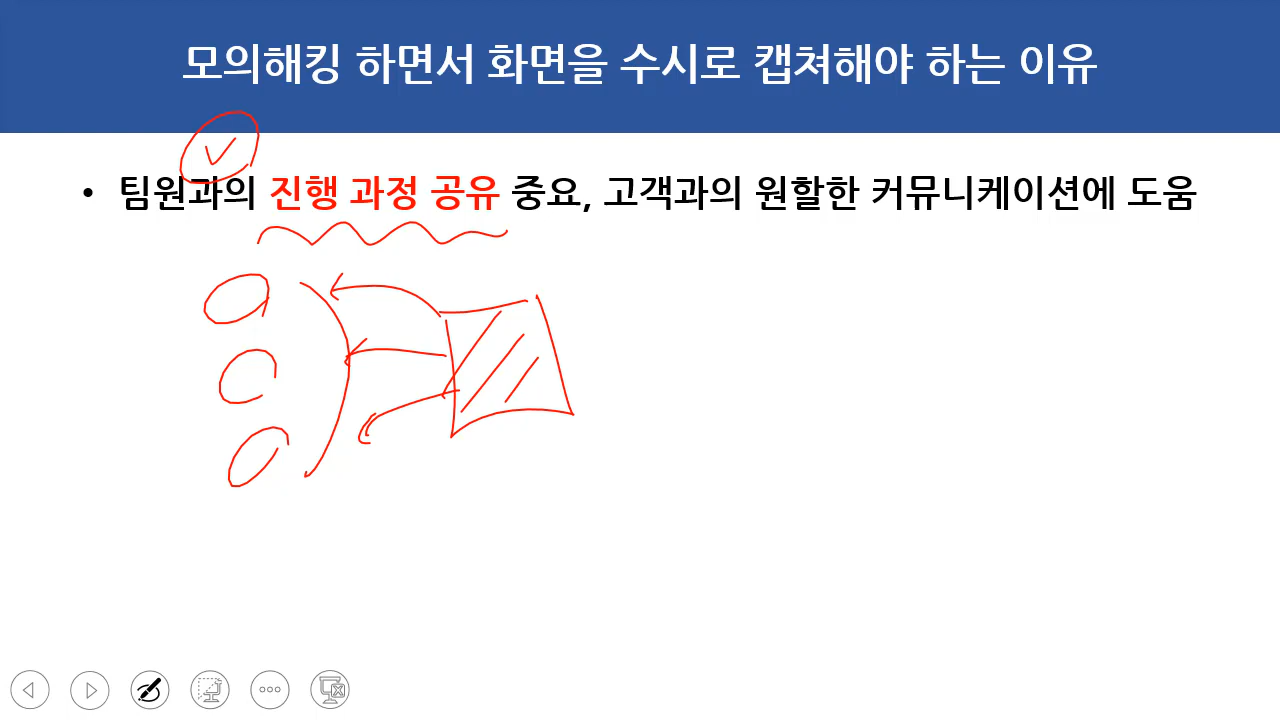 모의해킹 하면서 화면을 수시로 캡쳐해야 하는 이유
• 팀원과의 진행 과정 공유 중요, 고객과의 원할한 커뮤니케이션에 도움